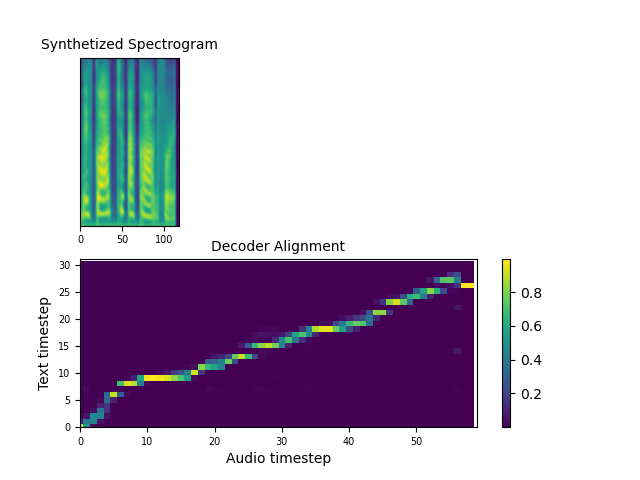 Synthetized Spectrogram
0 50 100
Decoder Alignment
Text timestep
30
25
20
15
10
5
0
0 10 20 30 40 50
Audio timestep
0.8
0.6
0.4
0.2